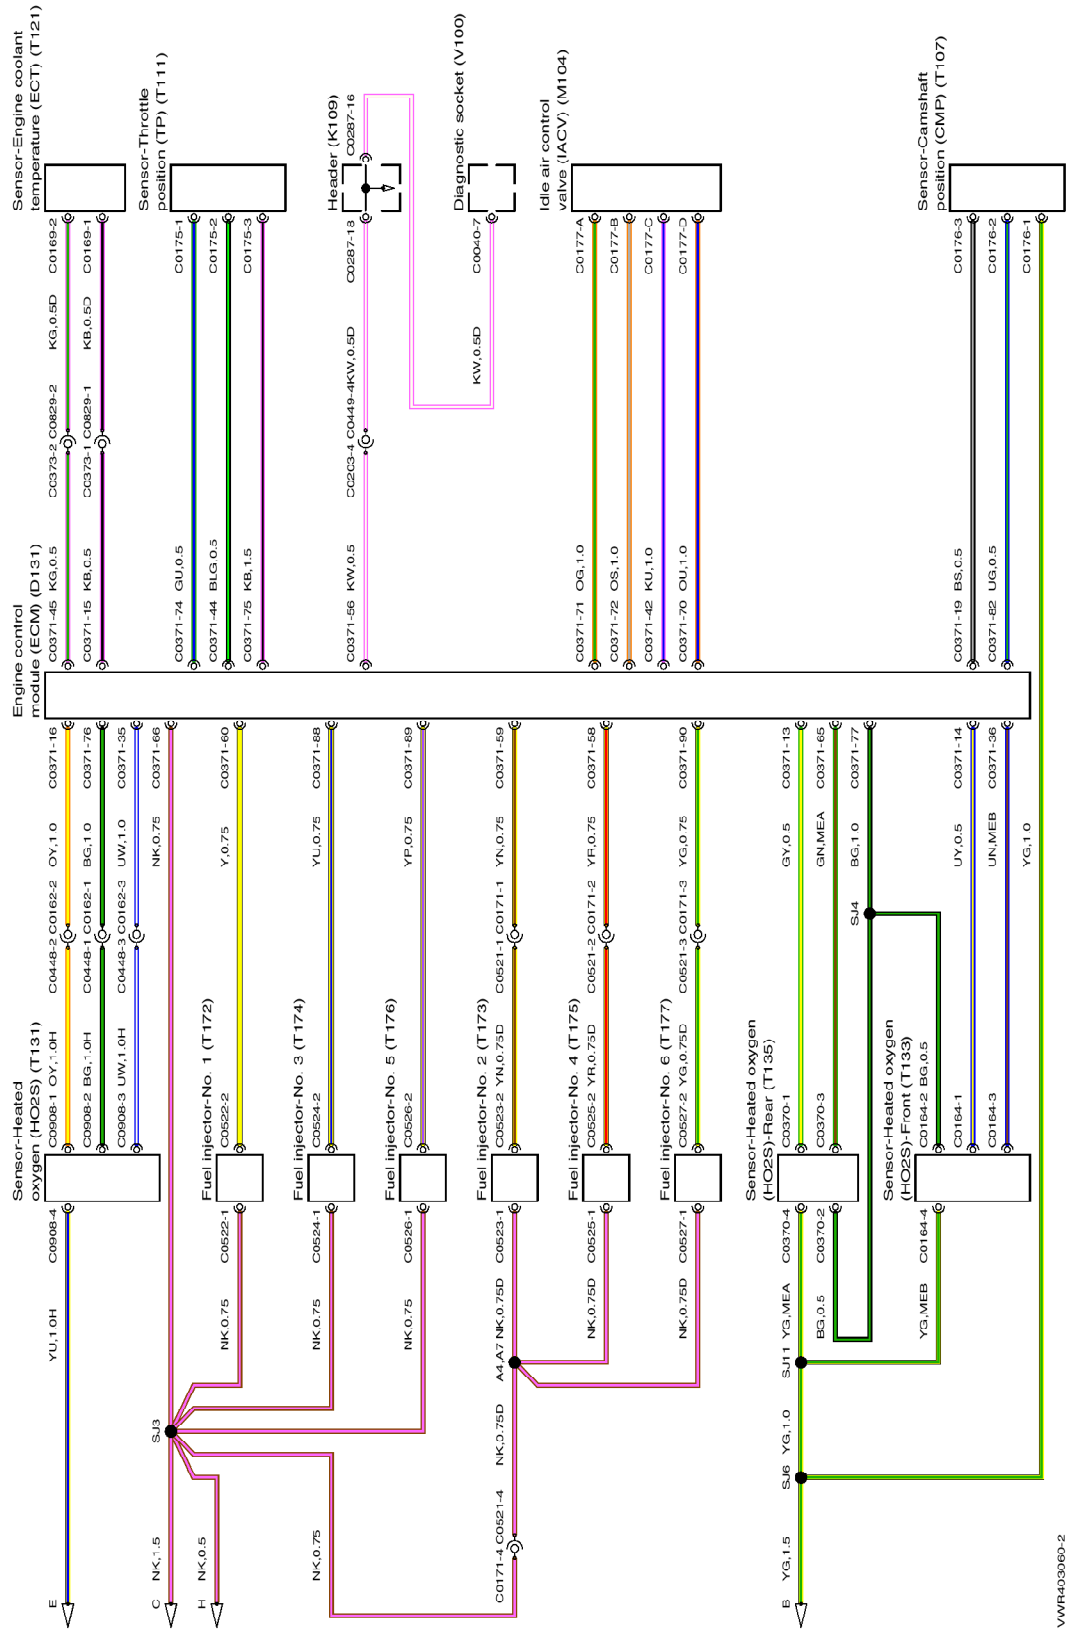 Sensor-Engine coolant
temperature (ECT) (T121)
C0169-2
C0169-1
KG,0.5D
KB,0.5D
C0829-2
C0829-1
C0373-2
C0373-1
KG,0.5
KB,0.5
C0371-45
C0371-15
Sensor-Throttle
position (TP) (T111)
C0175-1
C0175-2
C0175-3
GU,0.5
BLG,0.5
KB,1.5
C0371-74
C0371-44
C0371-75
Header (K109)
C0287-16
C0287-13
KW,0.5D
C0449-4
C0203-4
KW,0.5
C0371-56
Diagnostic socket (V100)
C0040-7
KW,0.5D
Idle air control
valve (IACV) (M104)
C0177-A
C0177-B
C0177-C
C0177-D
OG,1.0
OS,1.0
KU,1.0
OU,1.0
C0371-71
C0371-72
C0371-42
C0371-70
Sensor-Camshaft
position (CMP) (T107)
C0176-3
C0176-2
C0176-1
BS,0.5
UG,0.5
C0371-19
C0371-82
Engine control
module (ECM) (D131)
C0371-16
C0371-76
C0371-35
C0371-66
C0371-60
C0371-88
C0371-89
C0371-59
C0371-58
C0371-90
C0371-13
C0371-65
C0371-77
C0371-14
C0371-36
OY,1.0
BG,1.0
UW,1.0
NK,0.75
Y,0.75
YU,0.75
YP,0.75
YN,0.75
YR,0.75
YG,0.75
GY,0.5
GN,MEA
BG,1.0
UY,0.5
UN,MEB
YG,1.0
C0162-2
C0162-1
C0162-3
C0171-1
C0171-2
C0171-3
SJ4
C0448-2
C0448-1
C0448-3
C0521-1
C0521-2
C0521-3
Sensor-Heated
oxygen (HO2S) (T131)
C0908-1 OY,1.0H
C0908-2 BG,1.0H
C0908-3 UW,1.0H
Fuel injector-No. 1 (T172)
C0522-2
Fuel injector-No. 3 (T174)
C0524-2
Fuel injector-No. 5 (T176)
C0526-2
Fuel injector-No. 2 (T173)
C0523-2 YN,0.75D
Fuel injector-No. 4 (T175)
C0525-2 YR,0.75D
Fuel injector-No. 6 (T177)
C0527-2 YG,0.75D
Sensor-Heated oxygen
(HO2S)-Rear (T135)
C0370-1
C0370-3
Sensor-Heated oxygen
(HO2S)-Front (T133)
C0164-2 BG,0.5
C0164-1
C0164-3
C0908-4
C0522-1
C0524-1
C0526-1
C0523-1
C0525-1
C0527-1
C0370-4
C0370-2
C0164-4
YU,1.0H
NK,0.75
NK,0.75
NK,0.75
NK,0.75D
NK,0.75D
NK,0.75D
YG,MEA
BG,0.5
YG,MEB
SJ3
A4,A7
SJ11
NK,0.75D
YG,1.0
SJ6
C0521-4
C0171-4
E
C
NK,1.5
H
NK,0.5
NK,0.75
B
YG,1.5
VWR403060-2